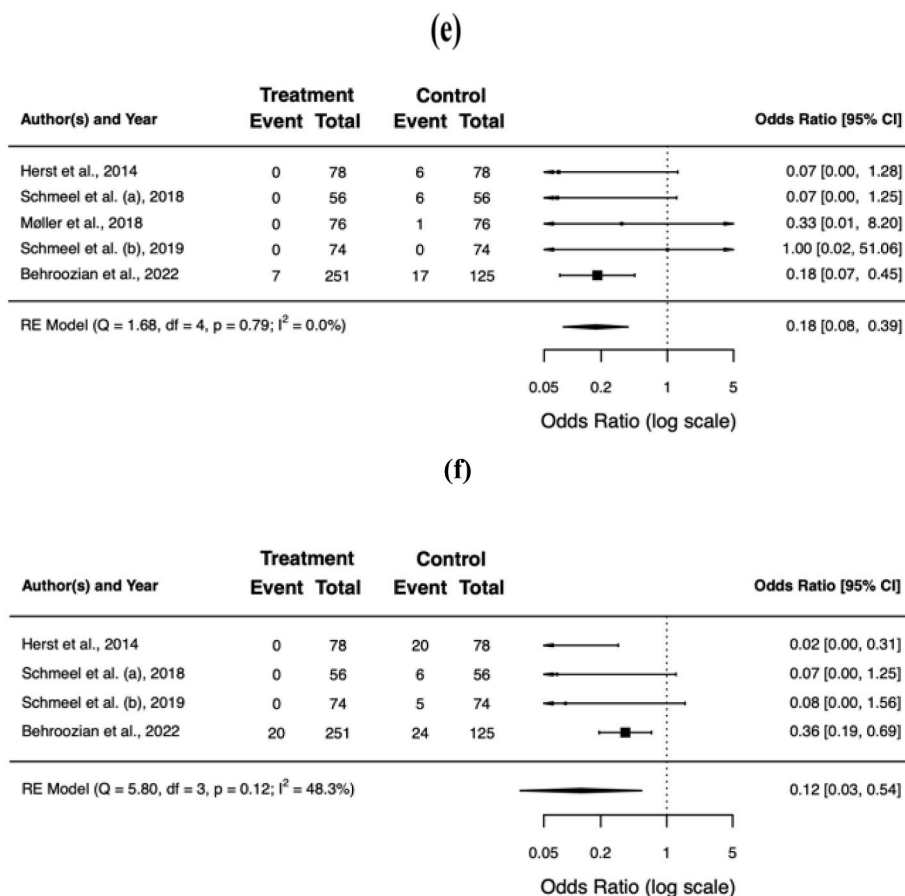 (e)
Treatment Control
Author(s) and Year Event Total Event Total Odds Ratio [95% CI]
Herst et al., 2014 0 78 6 78 0.07 [0.00, 1.28]
Schmeel et al. (a), 2018 0 56 6 56 0.07 [0.00, 1.25]
Møller et al., 2018 0 76 1 76 0.33 [0.01, 8.20]
Schmeel et al. (b), 2019 0 74 0 74 1.00 [0.02, 51.06]
Behroozian et al., 2022 7 251 17 125 0.18 [0.07, 0.45]
RE Model (Q = 1.68, df = 4, p = 0.79; I² = 0.0%) 0.18 [0.08, 0.39]
0.05 0.2 1 5
Odds Ratio (log scale)
(f)
Treatment Control
Author(s) and Year Event Total Event Total Odds Ratio [95% CI]
Herst et al., 2014 0 78 20 78 0.02 [0.00, 0.31]
Schmeel et al. (a), 2018 0 56 6 56 0.07 [0.00, 1.25]
Schmeel et al. (b), 2019 0 74 5 74 0.08 [0.00, 1.56]
Behroozian et al., 2022 20 251 24 125 0.36 [0.19, 0.69]
RE Model (Q = 5.80, df = 3, p = 0.12; I² = 48.3%) 0.12 [0.03, 0.54]
0.05 0.2 1 5
Odds Ratio (log scale)